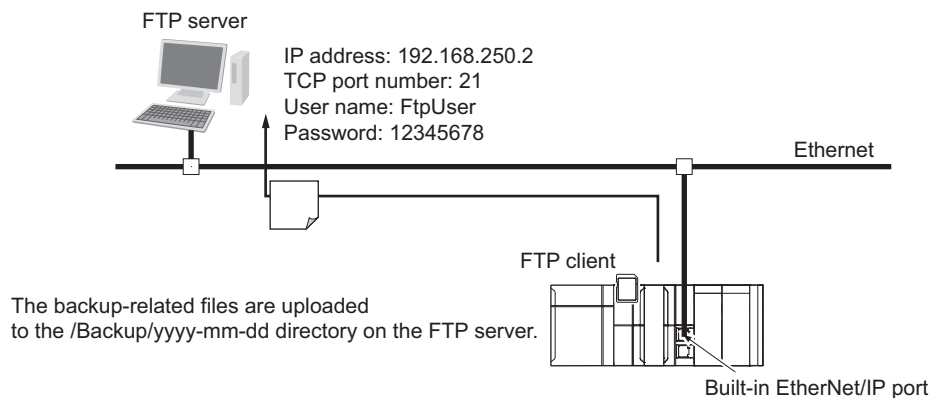 FTP server
IP address: 192.168.250.2
TCP port number: 21
User name: FtpUser
Password: 12345678
Ethernet
FTP client
The backup-related files are uploaded
to the /Backup/yyyy-mm-dd directory on the FTP server.
Built-in EtherNet/IP port